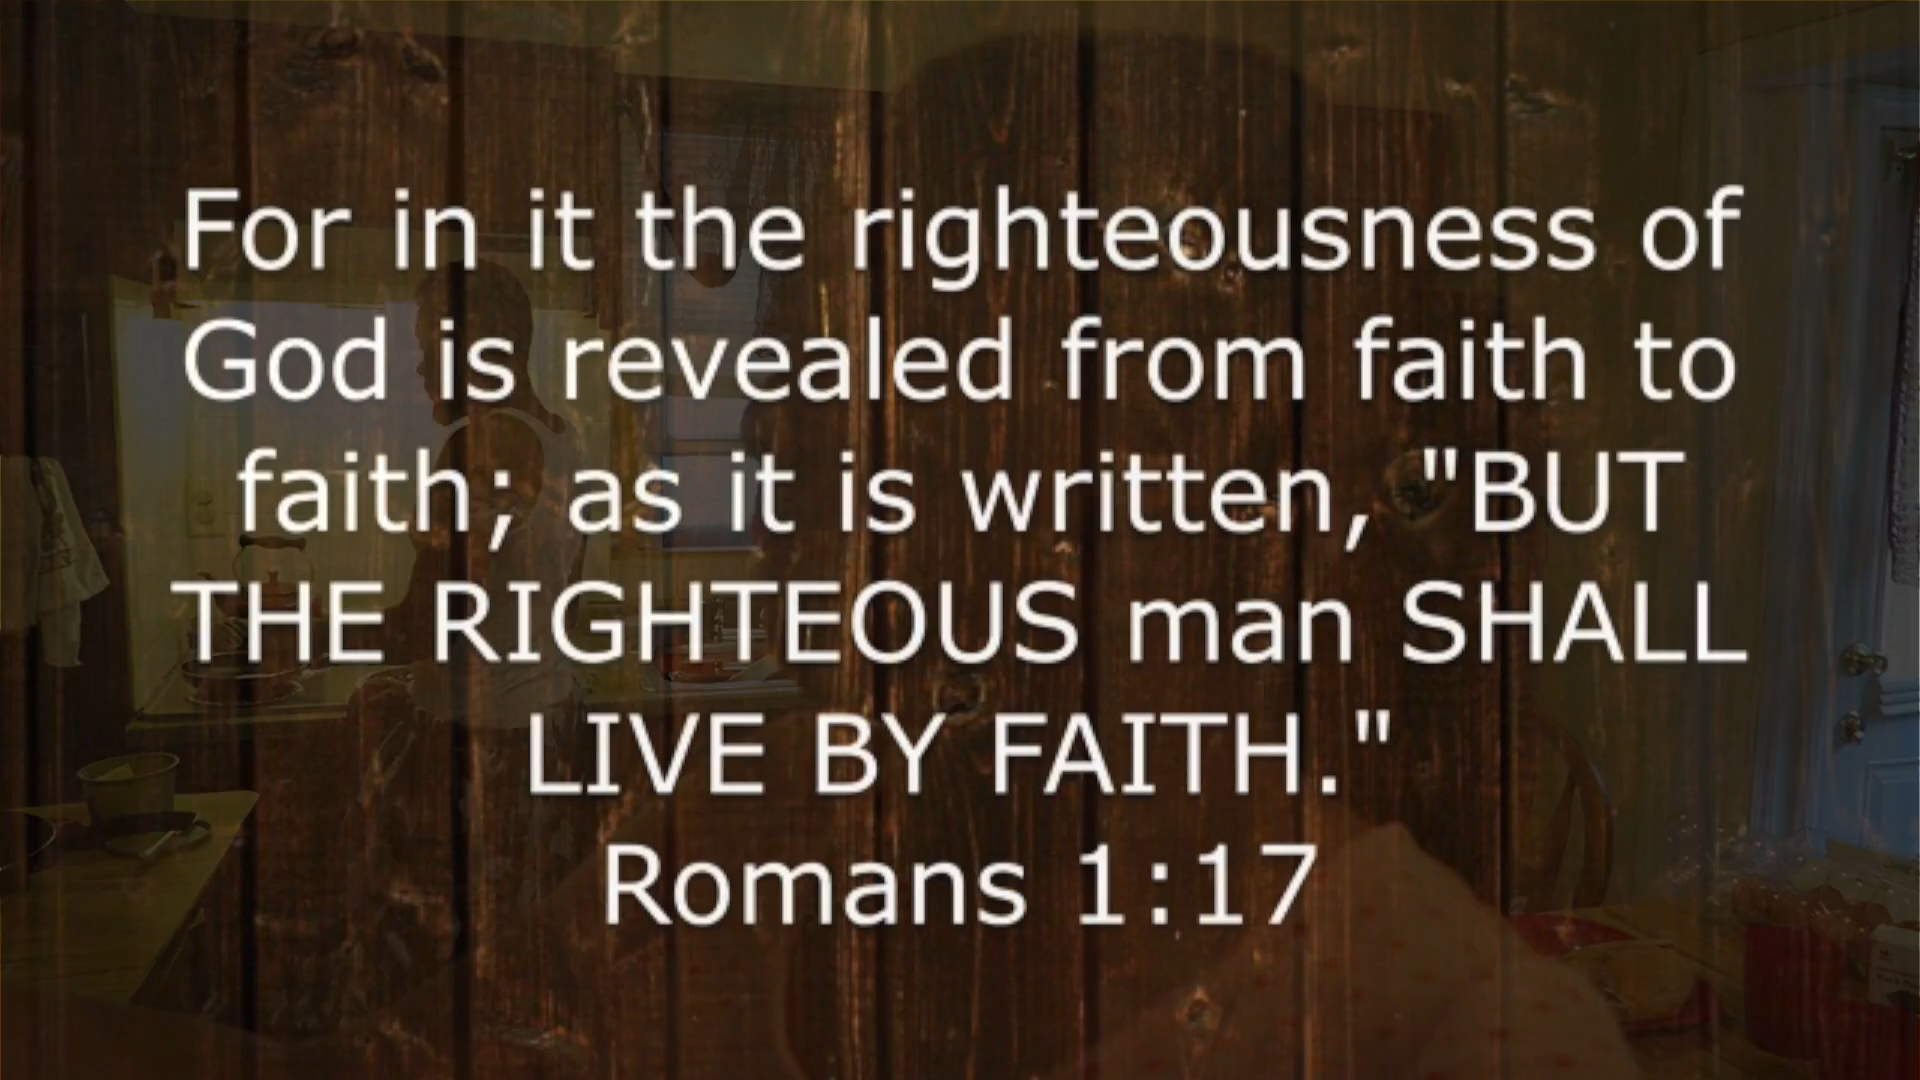 For in it the righteousness of
God is revealed from faith to
faith; as it is written, "BUT
THE RIGHTEOUS man SHALL
LIVE BY FAITH."
Romans 1:17